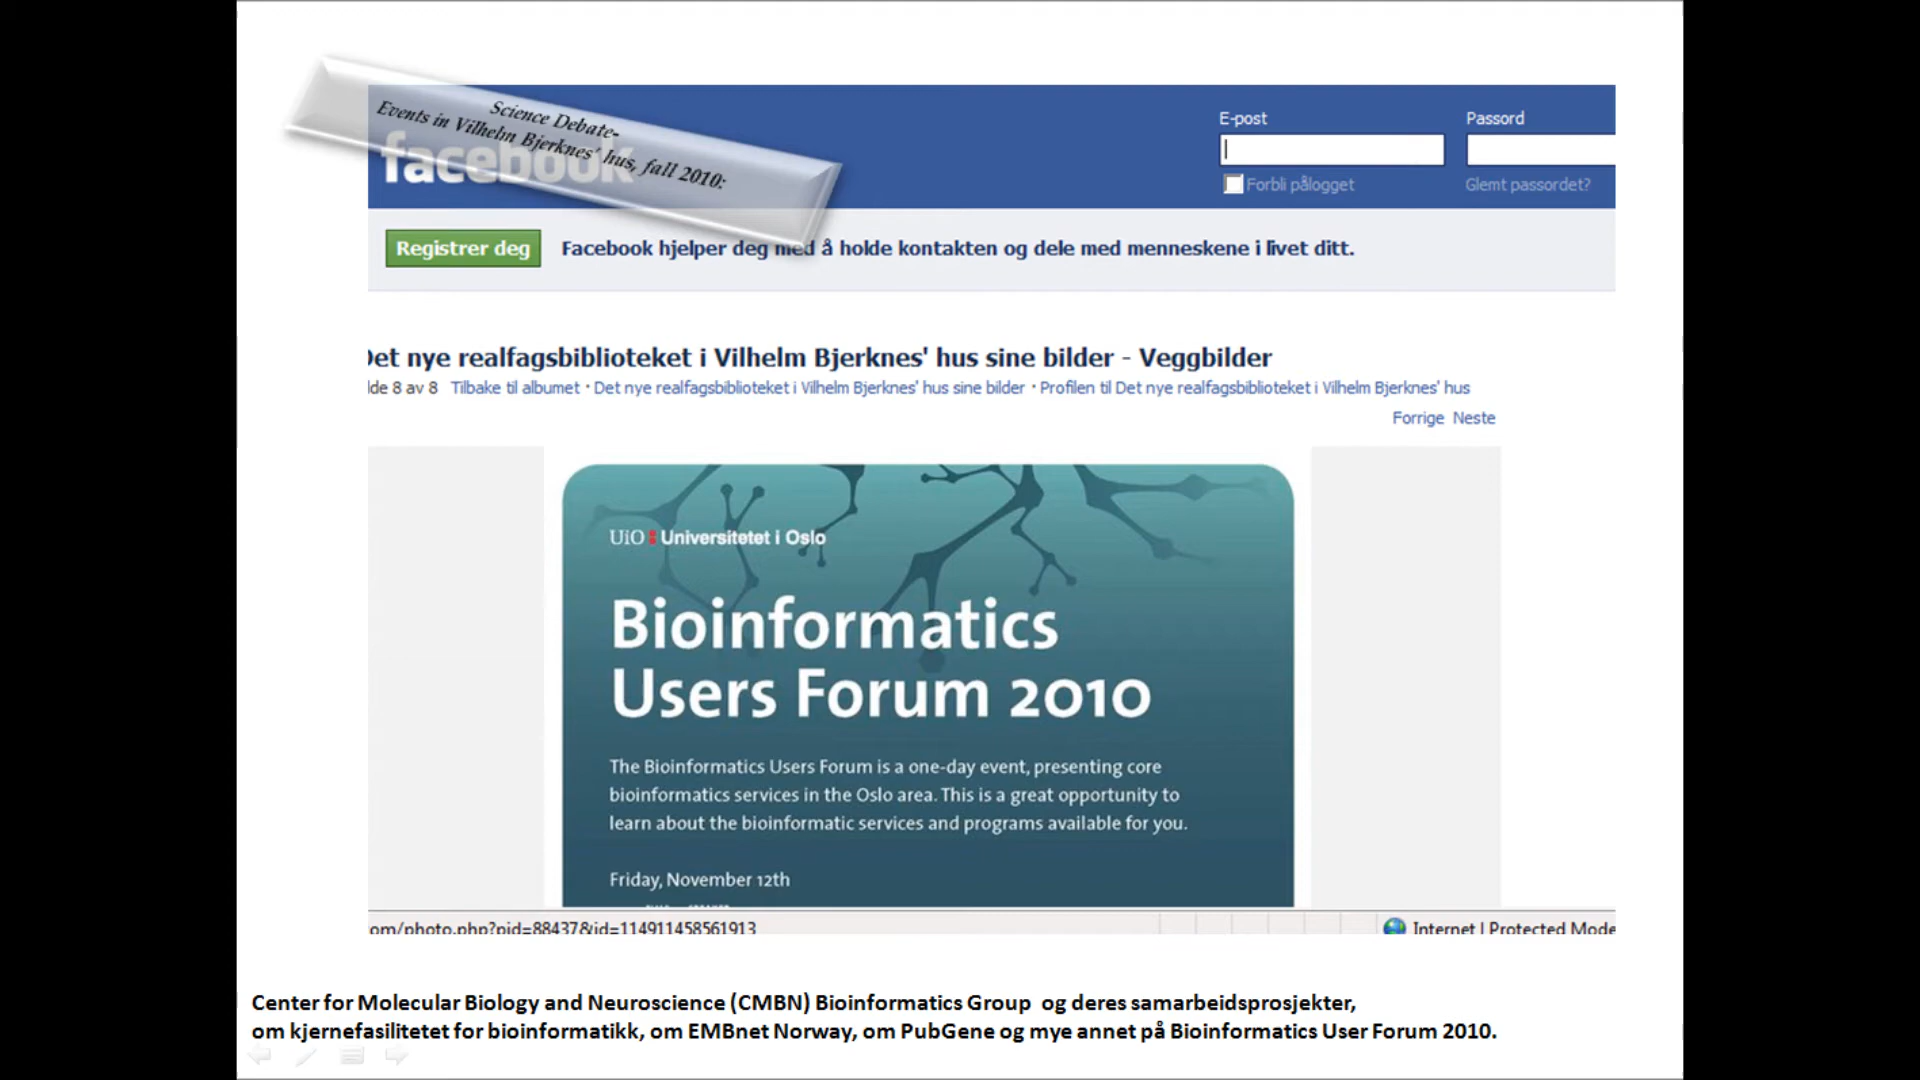 Science Debate-
Events in Vilhelm Bjerknes' hus, fall 2010:
facebook
E-post
Passord
Forbli pålogget
Glemt passordet?
Registrer deg
Facebook hjelper deg med å holde kontakten og dele med menneskene i livet ditt.
Det nye realfagsbiblioteket i Vilhelm Bjerknes' hus sine bilder - Veggbilder
lde 8 av 8 Tilbake til albumet · Det nye realfagsbiblioteket i Vilhelm Bjerknes' hus sine bilder · Profilen til Det nye realfagsbiblioteket i Vilhelm Bjerknes' hus
Forrige Neste
UiO : Universitetet i Oslo
Bioinformatics
Users Forum 2010
The Bioinformatics Users Forum is a one-day event, presenting core
bioinformatics services in the Oslo area. This is a great opportunity to
learn about the bioinformatic services and programs available for you.
Friday, November 12th
om/photo.php?pid=88437&id=114911458561913
Internet | Protected Mode
Center for Molecular Biology and Neuroscience (CMBN) Bioinformatics Group og deres samarbeidsprosjekter,
om kjernefasilitetet for bioinformatikk, om EMBnet Norway, om PubGene og mye annet på Bioinformatics User Forum 2010.